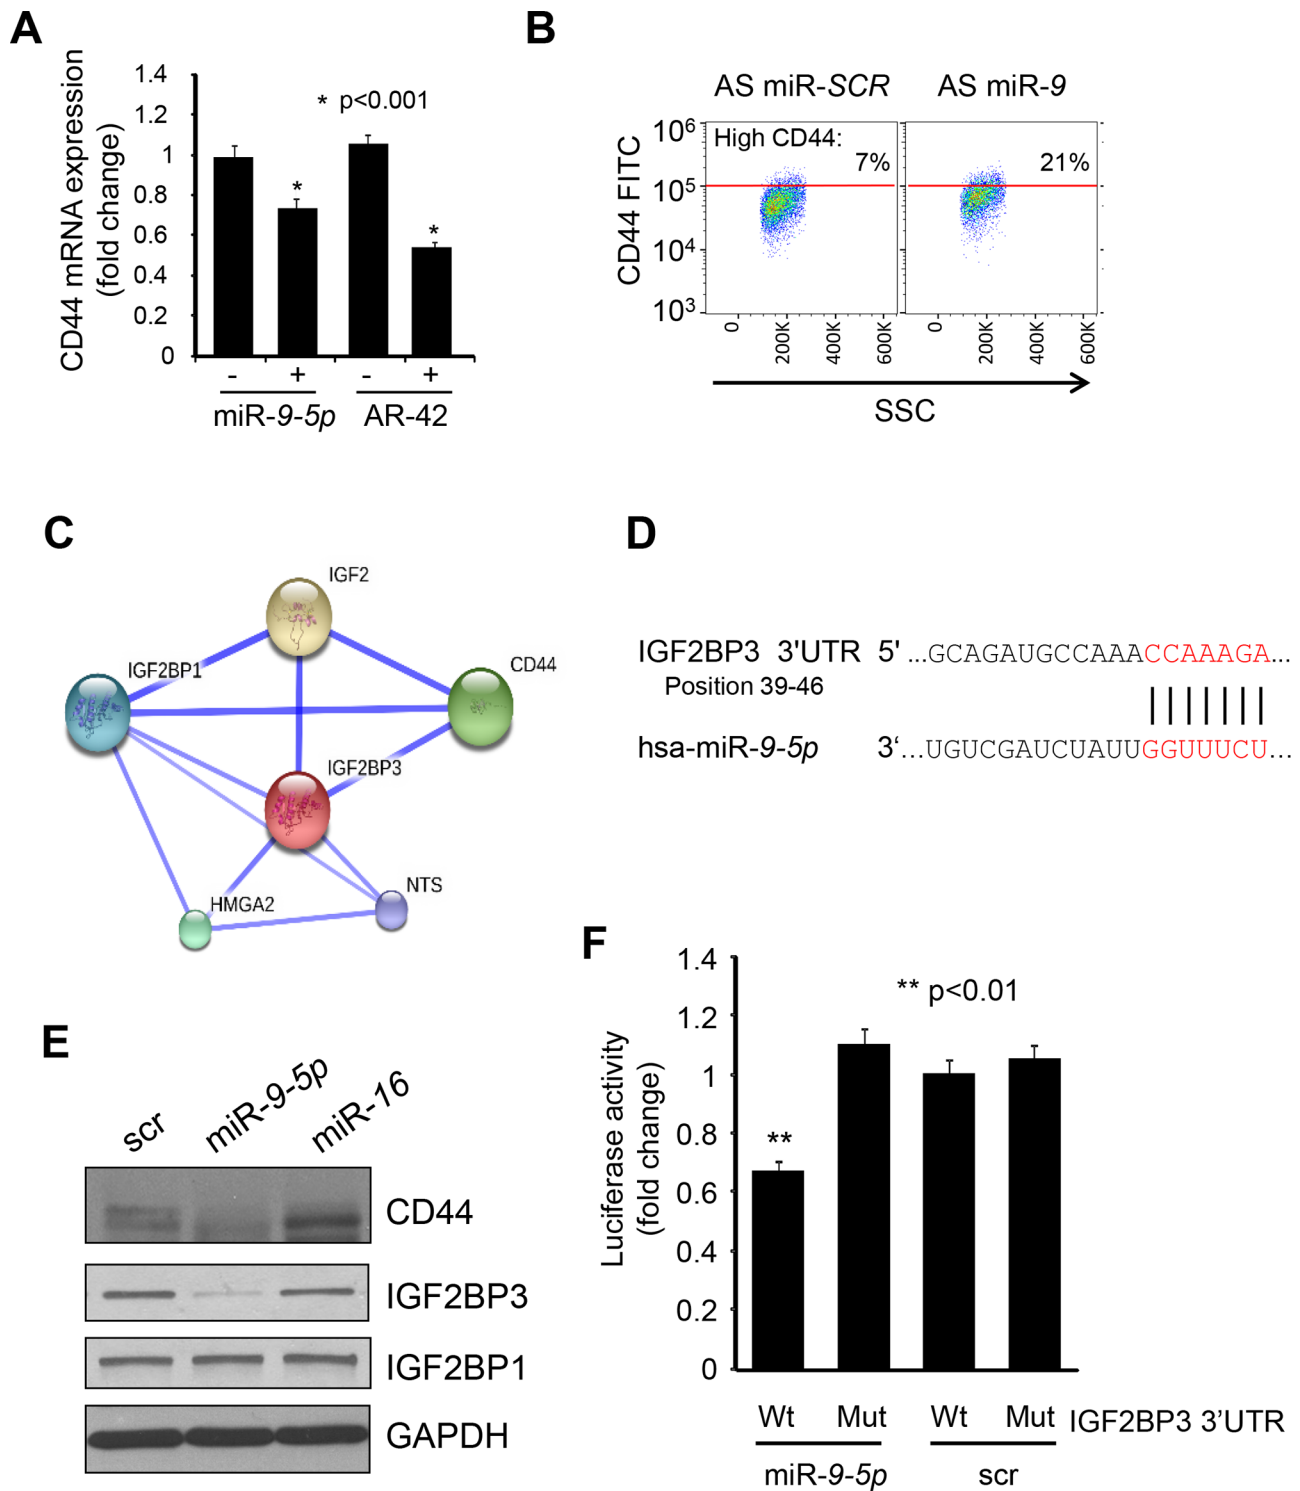 A
CD44 mRNA expression
(fold change)
1.4
1.2
1
0.8
0.6
0.4
0.2
0
* p<0.001
*
*
- + - +
miR-9-5p AR-42
B
AS miR-SCR AS miR-9
CD44 FITC
10⁶
10⁵
10⁴
10³
High CD44:
7%
21%
0 200K 400K 600K 0 200K 400K 600K
SSC
C
IGF2
IGF2BP1
CD44
IGF2BP3
HMGA2
NTS
D
IGF2BP3 3'UTR 5' ...GCAGAUGCCAAACCAAAGA...
Position 39-46
hsa-miR-9-5p 3‘...UGUCGAUCUAUUGGUUUCU...
E
scr miR-9-5p miR-16
CD44
IGF2BP3
IGF2BP1
GAPDH
F
Luciferase activity
(fold change)
1.4
1.2
1
0.8
0.6
0.4
0.2
0
** p<0.01
**
Wt Mut Wt Mut IGF2BP3 3’UTR
miR-9-5p scr